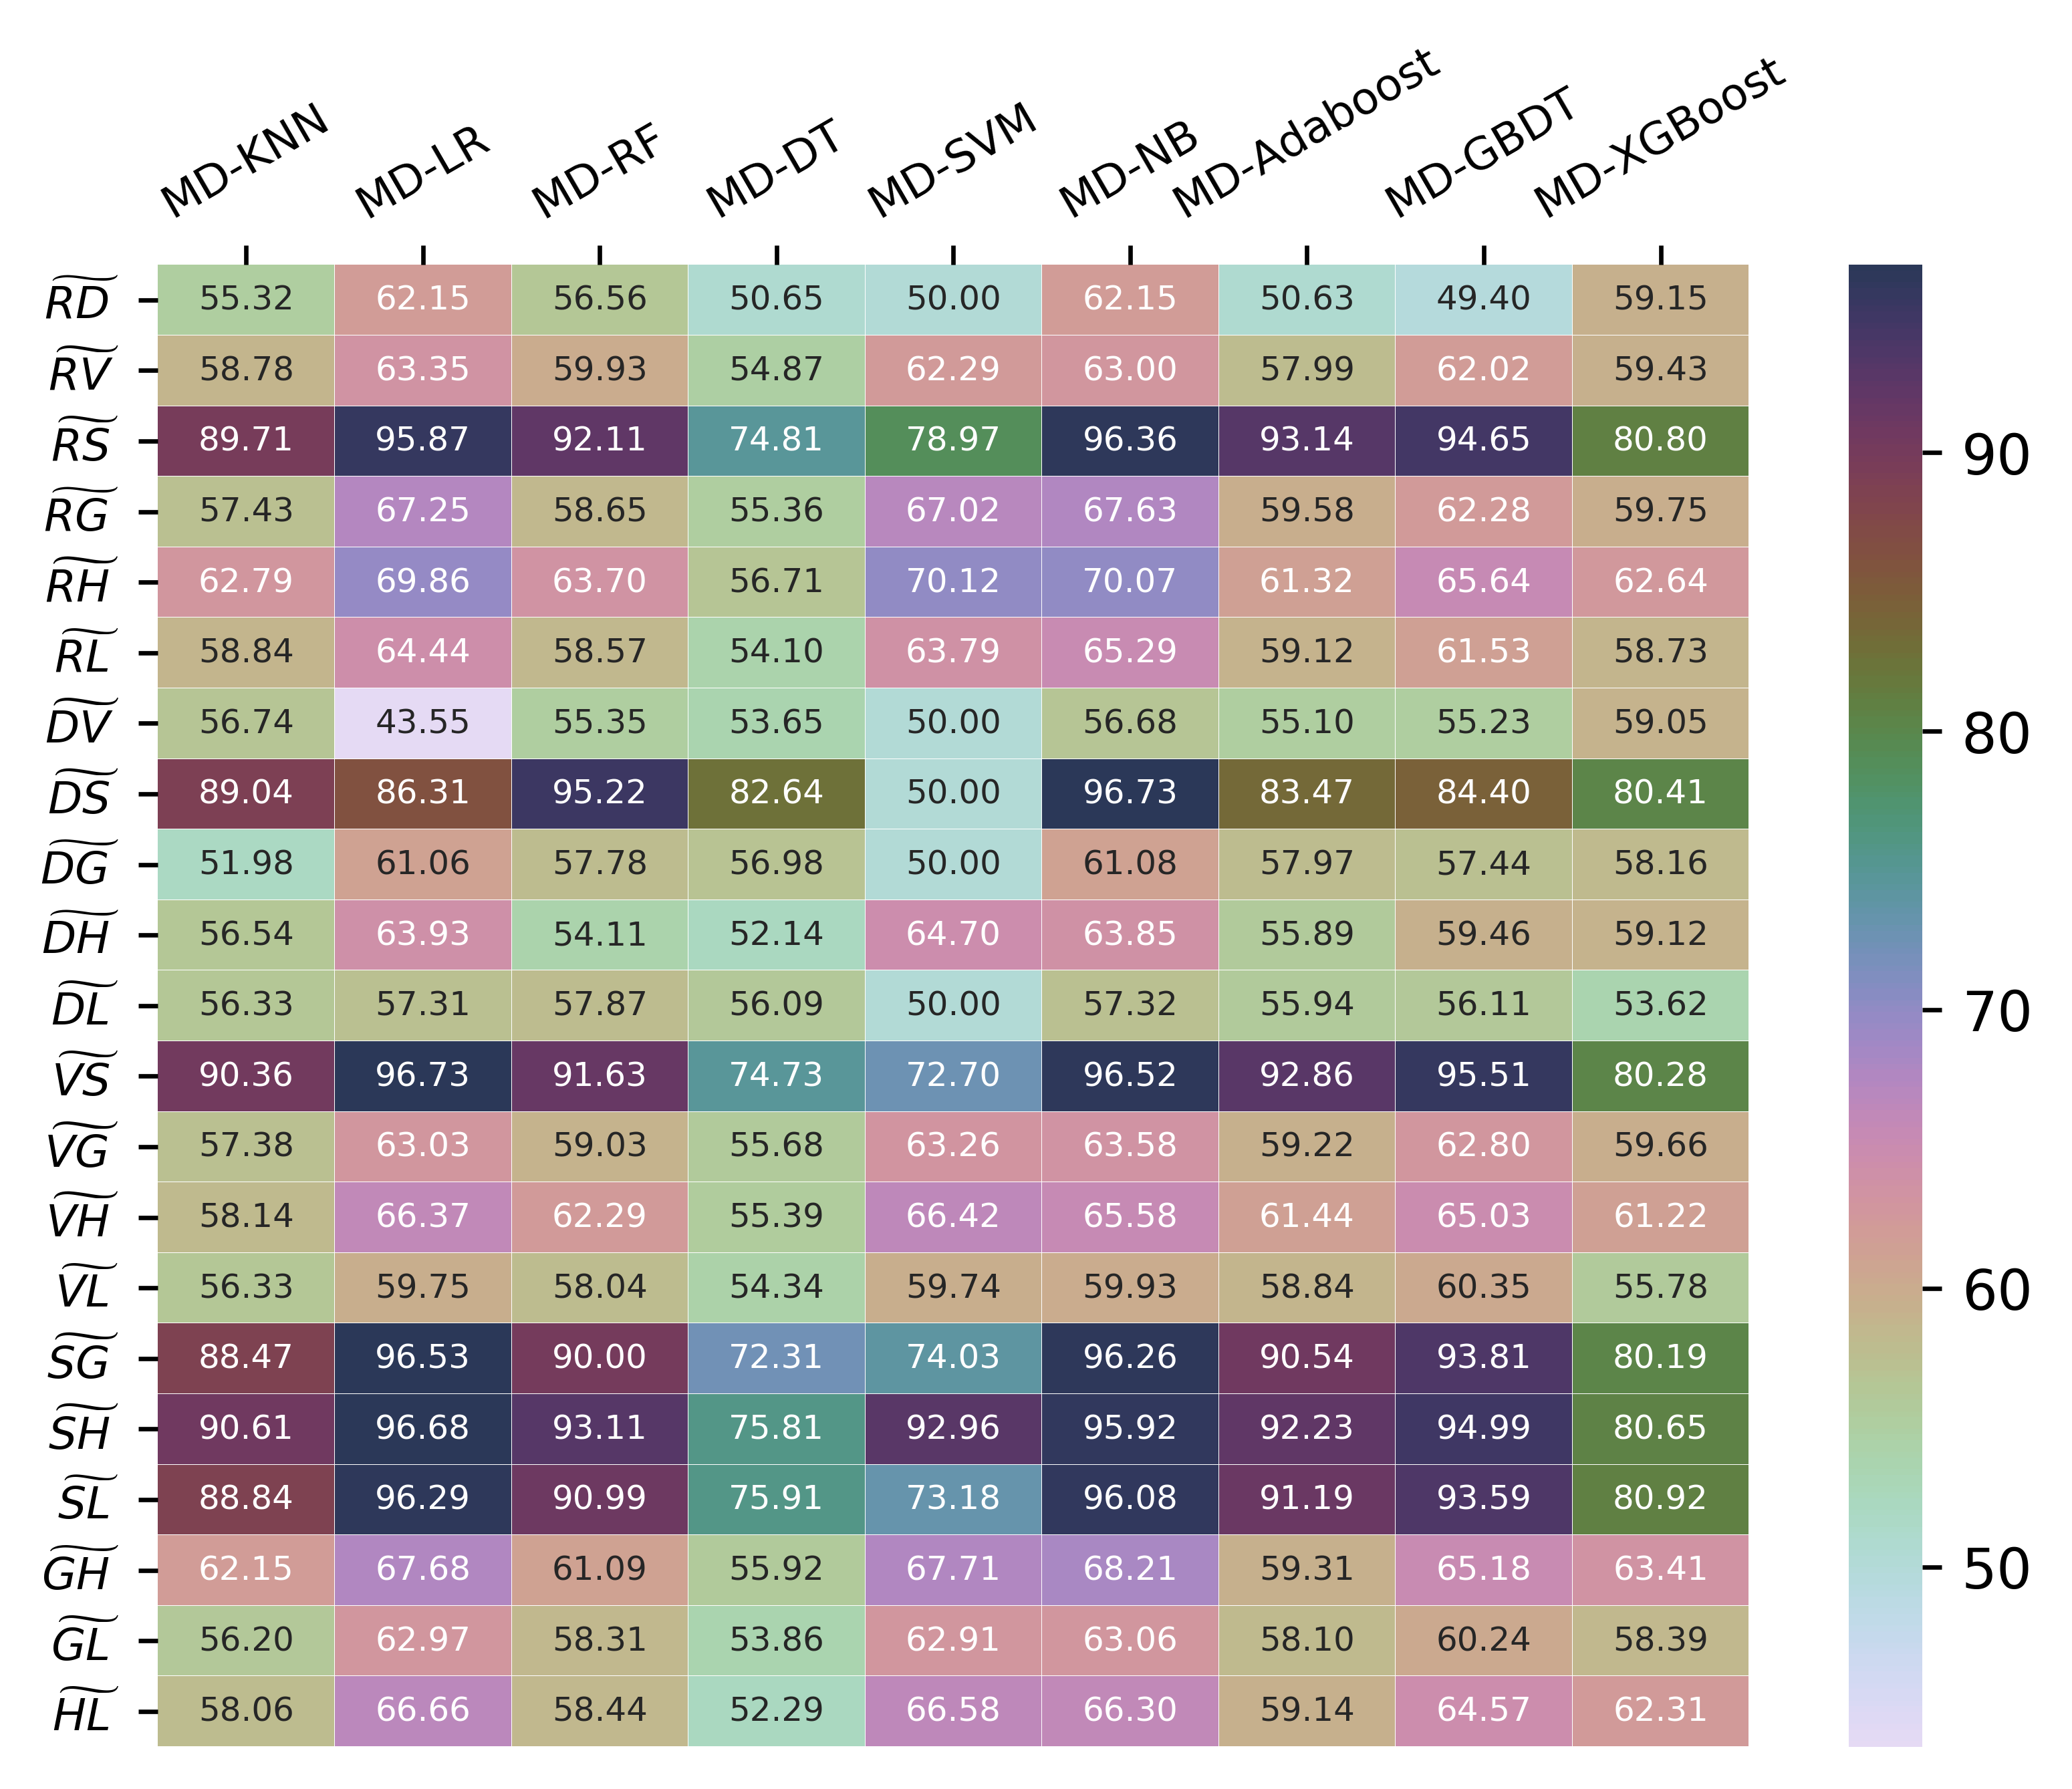 MD-KNN MD-LR MD-RF MD-DT MD-SVM MD-NB MD-Adaboost MD-GBDT MD-XGBoost
R͠D͠ 55.32 62.15 56.56 50.65 50.00 62.15 50.63 49.40 59.15
R͠V͠ 58.78 63.35 59.93 54.87 62.29 63.00 57.99 62.02 59.43
R͠S͠ 89.71 95.87 92.11 74.81 78.97 96.36 93.14 94.65 80.80 90
R͠G͠ 57.43 67.25 58.65 55.36 67.02 67.63 59.58 62.28 59.75
R͠H͠ 62.79 69.86 63.70 56.71 70.12 70.07 61.32 65.64 62.64
R͠L͠ 58.84 64.44 58.57 54.10 63.79 65.29 59.12 61.53 58.73
D͠V͠ 56.74 43.55 55.35 53.65 50.00 56.68 55.10 55.23 59.05 80
D͠S͠ 89.04 86.31 95.22 82.64 50.00 96.73 83.47 84.40 80.41
D͠G͠ 51.98 61.06 57.78 56.98 50.00 61.08 57.97 57.44 58.16
D͠H͠ 56.54 63.93 54.11 52.14 64.70 63.85 55.89 59.46 59.12
D͠L͠ 56.33 57.31 57.87 56.09 50.00 57.32 55.94 56.11 53.62 70
V͠S͠ 90.36 96.73 91.63 74.73 72.70 96.52 92.86 95.51 80.28
V͠G͠ 57.38 63.03 59.03 55.68 63.26 63.58 59.22 62.80 59.66
V͠H͠ 58.14 66.37 62.29 55.39 66.42 65.58 61.44 65.03 61.22
V͠L͠ 56.33 59.75 58.04 54.34 59.74 59.93 58.84 60.35 55.78 60
S͠G͠ 88.47 96.53 90.00 72.31 74.03 96.26 90.54 93.81 80.19
S͠H͠ 90.61 96.68 93.11 75.81 92.96 95.92 92.23 94.99 80.65
S͠L͠ 88.84 96.29 90.99 75.91 73.18 96.08 91.19 93.59 80.92
G͠H͠ 62.15 67.68 61.09 55.92 67.71 68.21 59.31 65.18 63.41 50
G͠L͠ 56.20 62.97 58.31 53.86 62.91 63.06 58.10 60.24 58.39
H͠L͠ 58.06 66.66 58.44 52.29 66.58 66.30 59.14 64.57 62.31